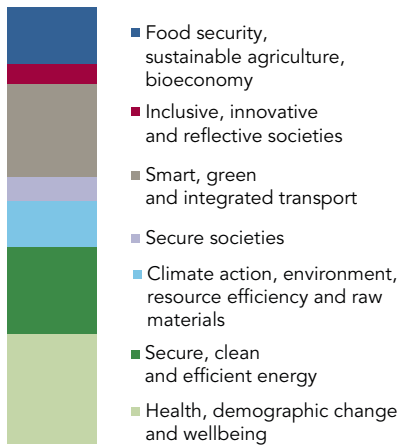 Food security,
sustainable agriculture,
bioeconomy
Inclusive, innovative
and reflective societies
Smart, green
and integrated transport
Secure societies
Climate action, environment,
resource efficiency and raw
materials
Secure, clean
and efficient energy
Health, demographic change
and wellbeing